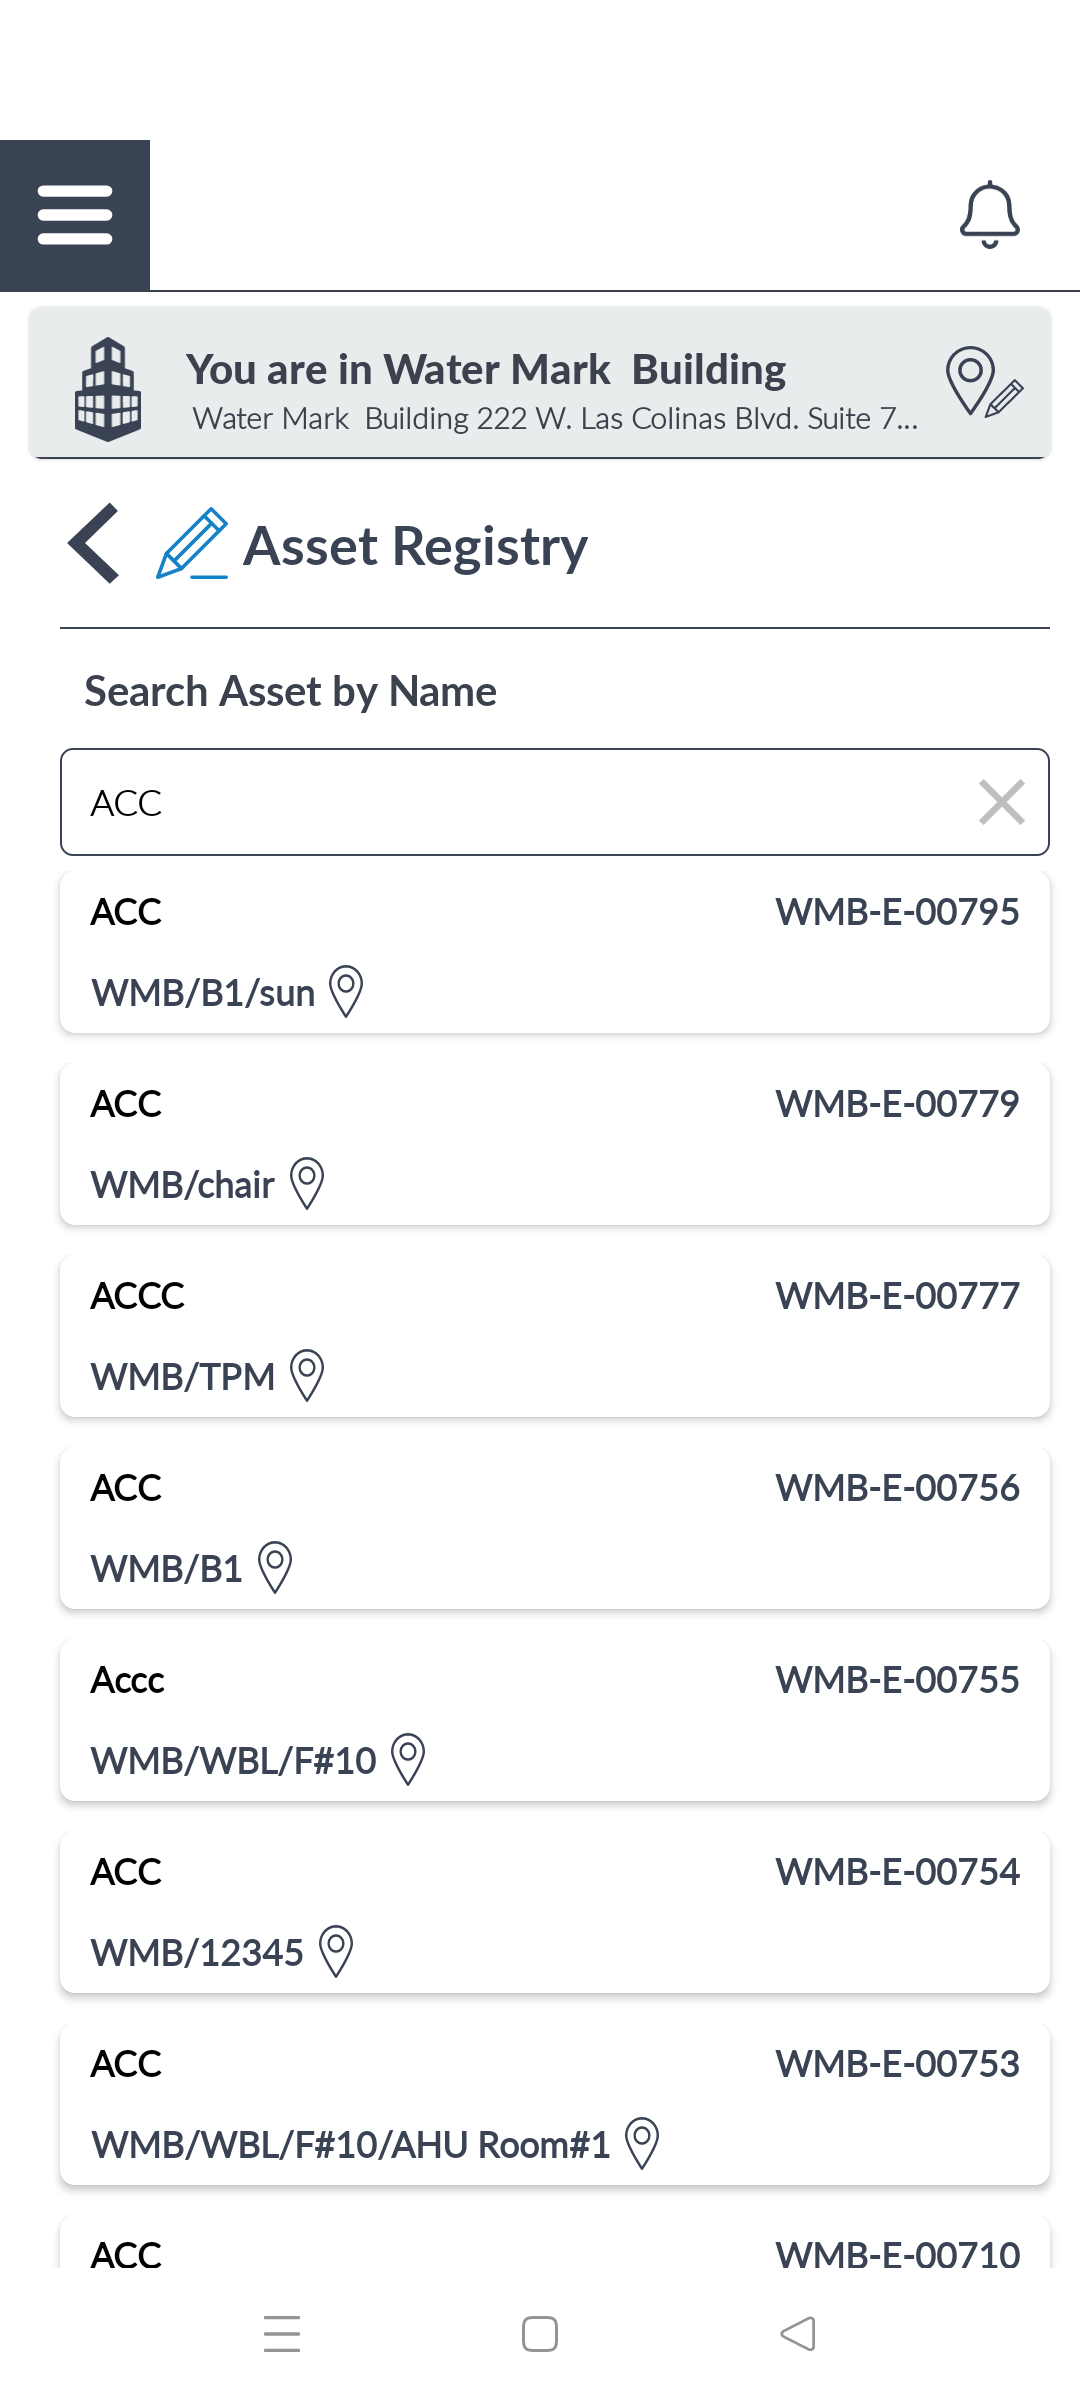 You are in Water Mark  Building
Water Mark  Building 222 W. Las Colinas Blvd. Suite 7...
Asset Registry
Search Asset by Name
ACC
ACC WMB-E-00795
WMB/B1/sun
ACC WMB-E-00779
WMB/chair
ACCC WMB-E-00777
WMB/TPM
ACC WMB-E-00756
WMB/B1
Accc WMB-E-00755
WMB/WBL/F#10
ACC WMB-E-00754
WMB/12345
ACC WMB-E-00753
WMB/WBL/F#10/AHU Room#1
ACC WMB-E-00710